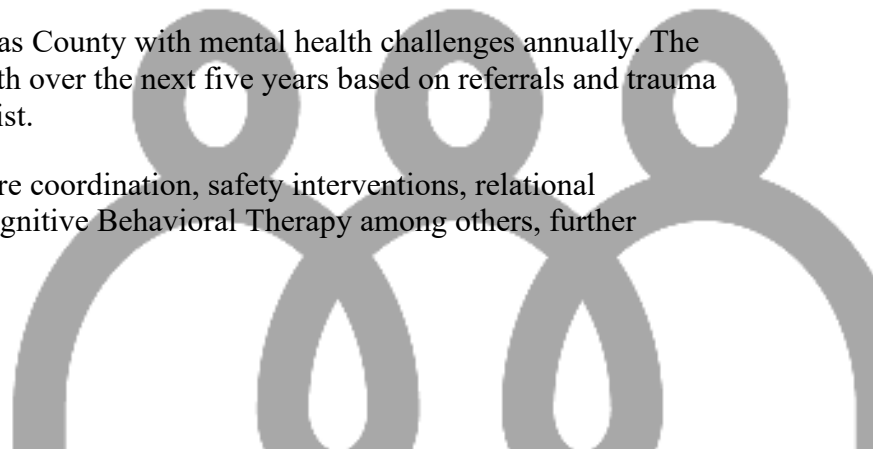 as County with mental health challenges annually. The
th over the next five years based on referrals and trauma
ist.
re coordination, safety interventions, relational
gnitive Behavioral Therapy among others, further